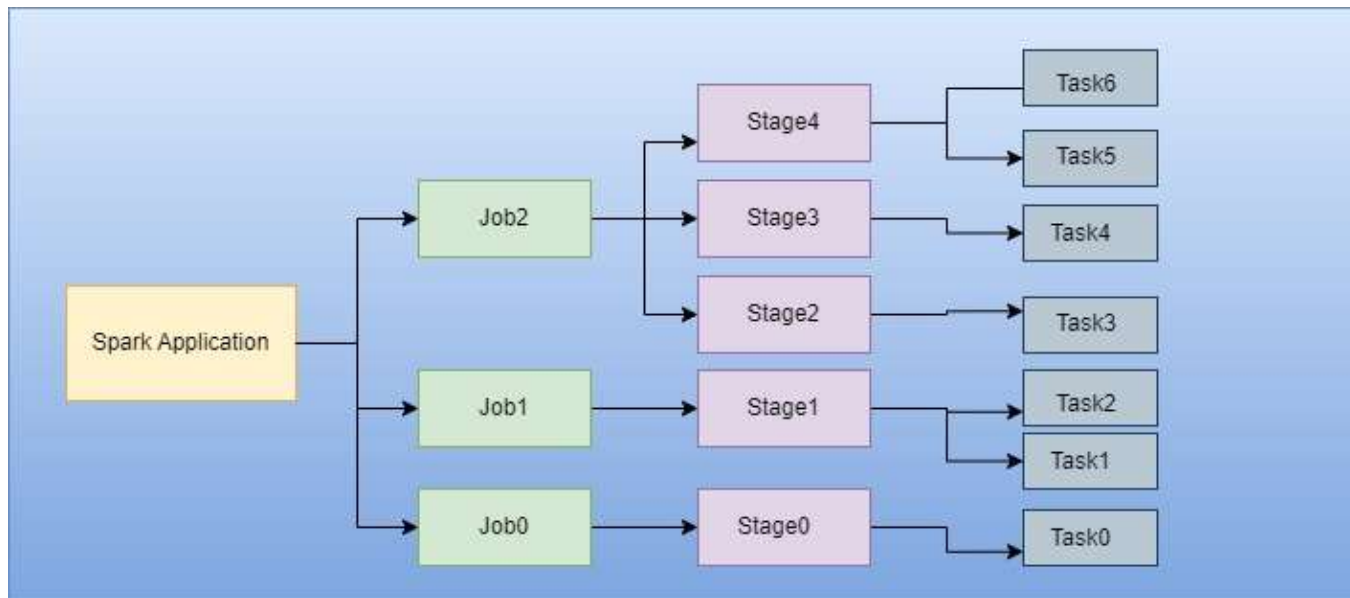 Spark Application
Job2
Job1
Job0
Stage4
Stage3
Stage2
Stage1
Stage0
Task6
Task5
Task4
Task3
Task2
Task1
Task0